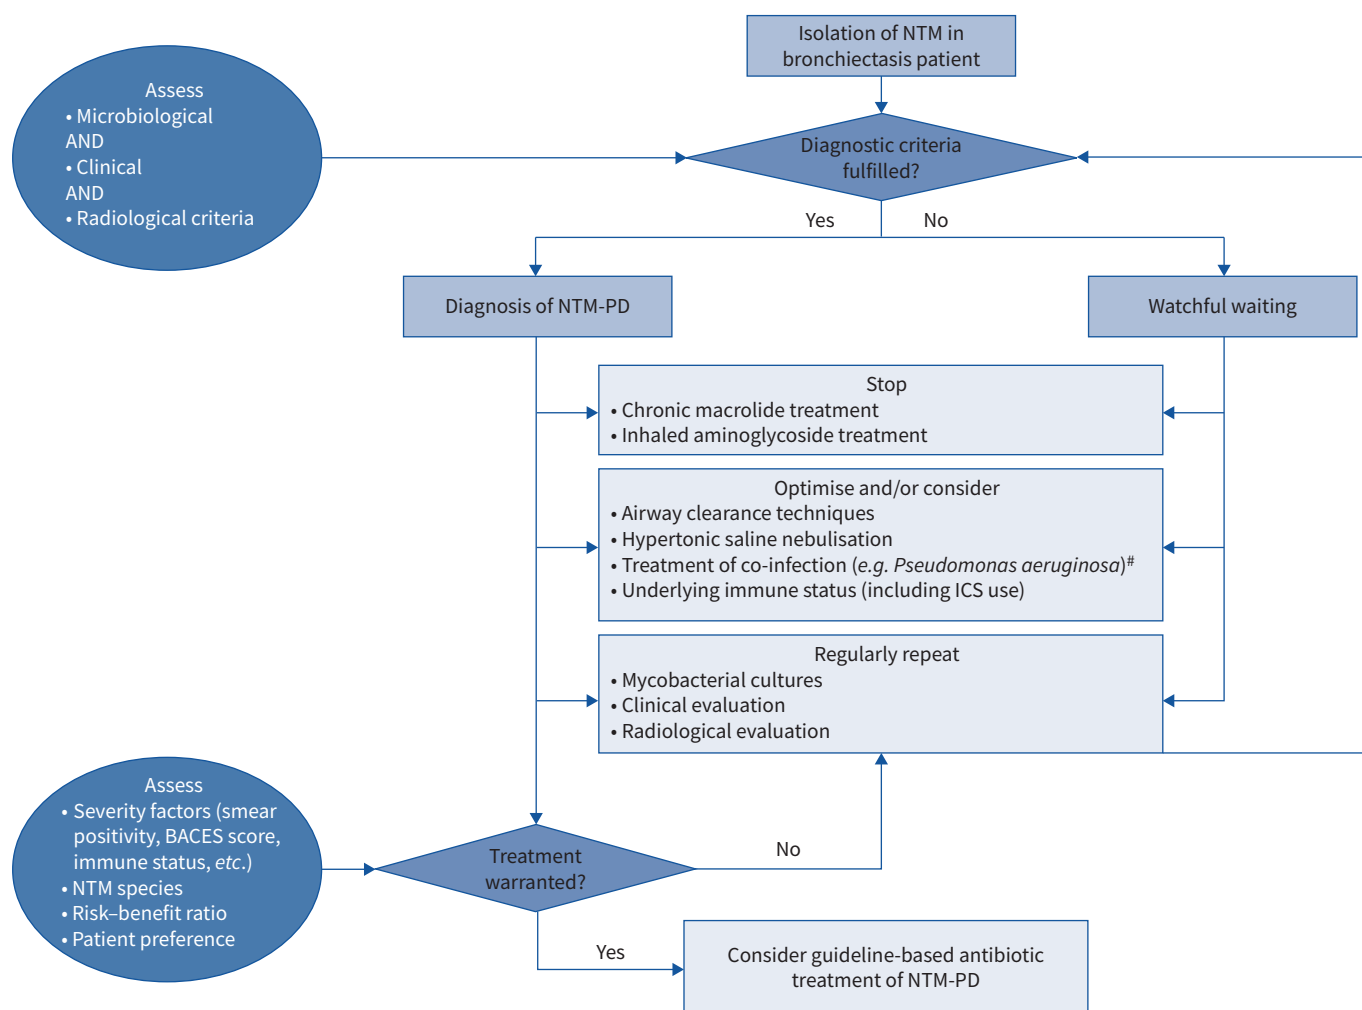 Isolation of NTM in
bronchiectasis patient
Assess
• Microbiological
AND
• Clinical
AND
• Radiological criteria
Diagnostic criteria
fulfilled?
Yes
No
Diagnosis of NTM-PD
Watchful waiting
Stop
• Chronic macrolide treatment
• Inhaled aminoglycoside treatment
Optimise and/or consider
• Airway clearance techniques
• Hypertonic saline nebulisation
• Treatment of co-infection (e.g. Pseudomonas aeruginosa)#
• Underlying immune status (including ICS use)
Regularly repeat
• Mycobacterial cultures
• Clinical evaluation
• Radiological evaluation
Assess
• Severity factors (smear
positivity, BACES score,
immune status, etc.)
• NTM species
• Risk–benefit ratio
• Patient preference
Treatment
warranted?
No
Yes
Consider guideline-based antibiotic
treatment of NTM-PD